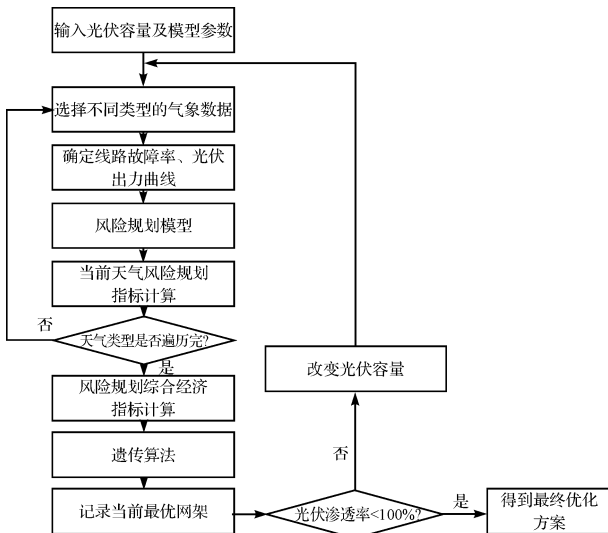 输入光伏容量及模型参数
选择不同类型的气象数据
确定线路故障率、光伏
出力曲线
风险规划模型
当前天气风险规划
指标计算
否
天气类型是否遍历完?
是
风险规划综合经济
指标计算
改变光伏容量
遗传算法
否
记录当前最优网架
光伏渗透率<100%?
是
得到最终优化
方案